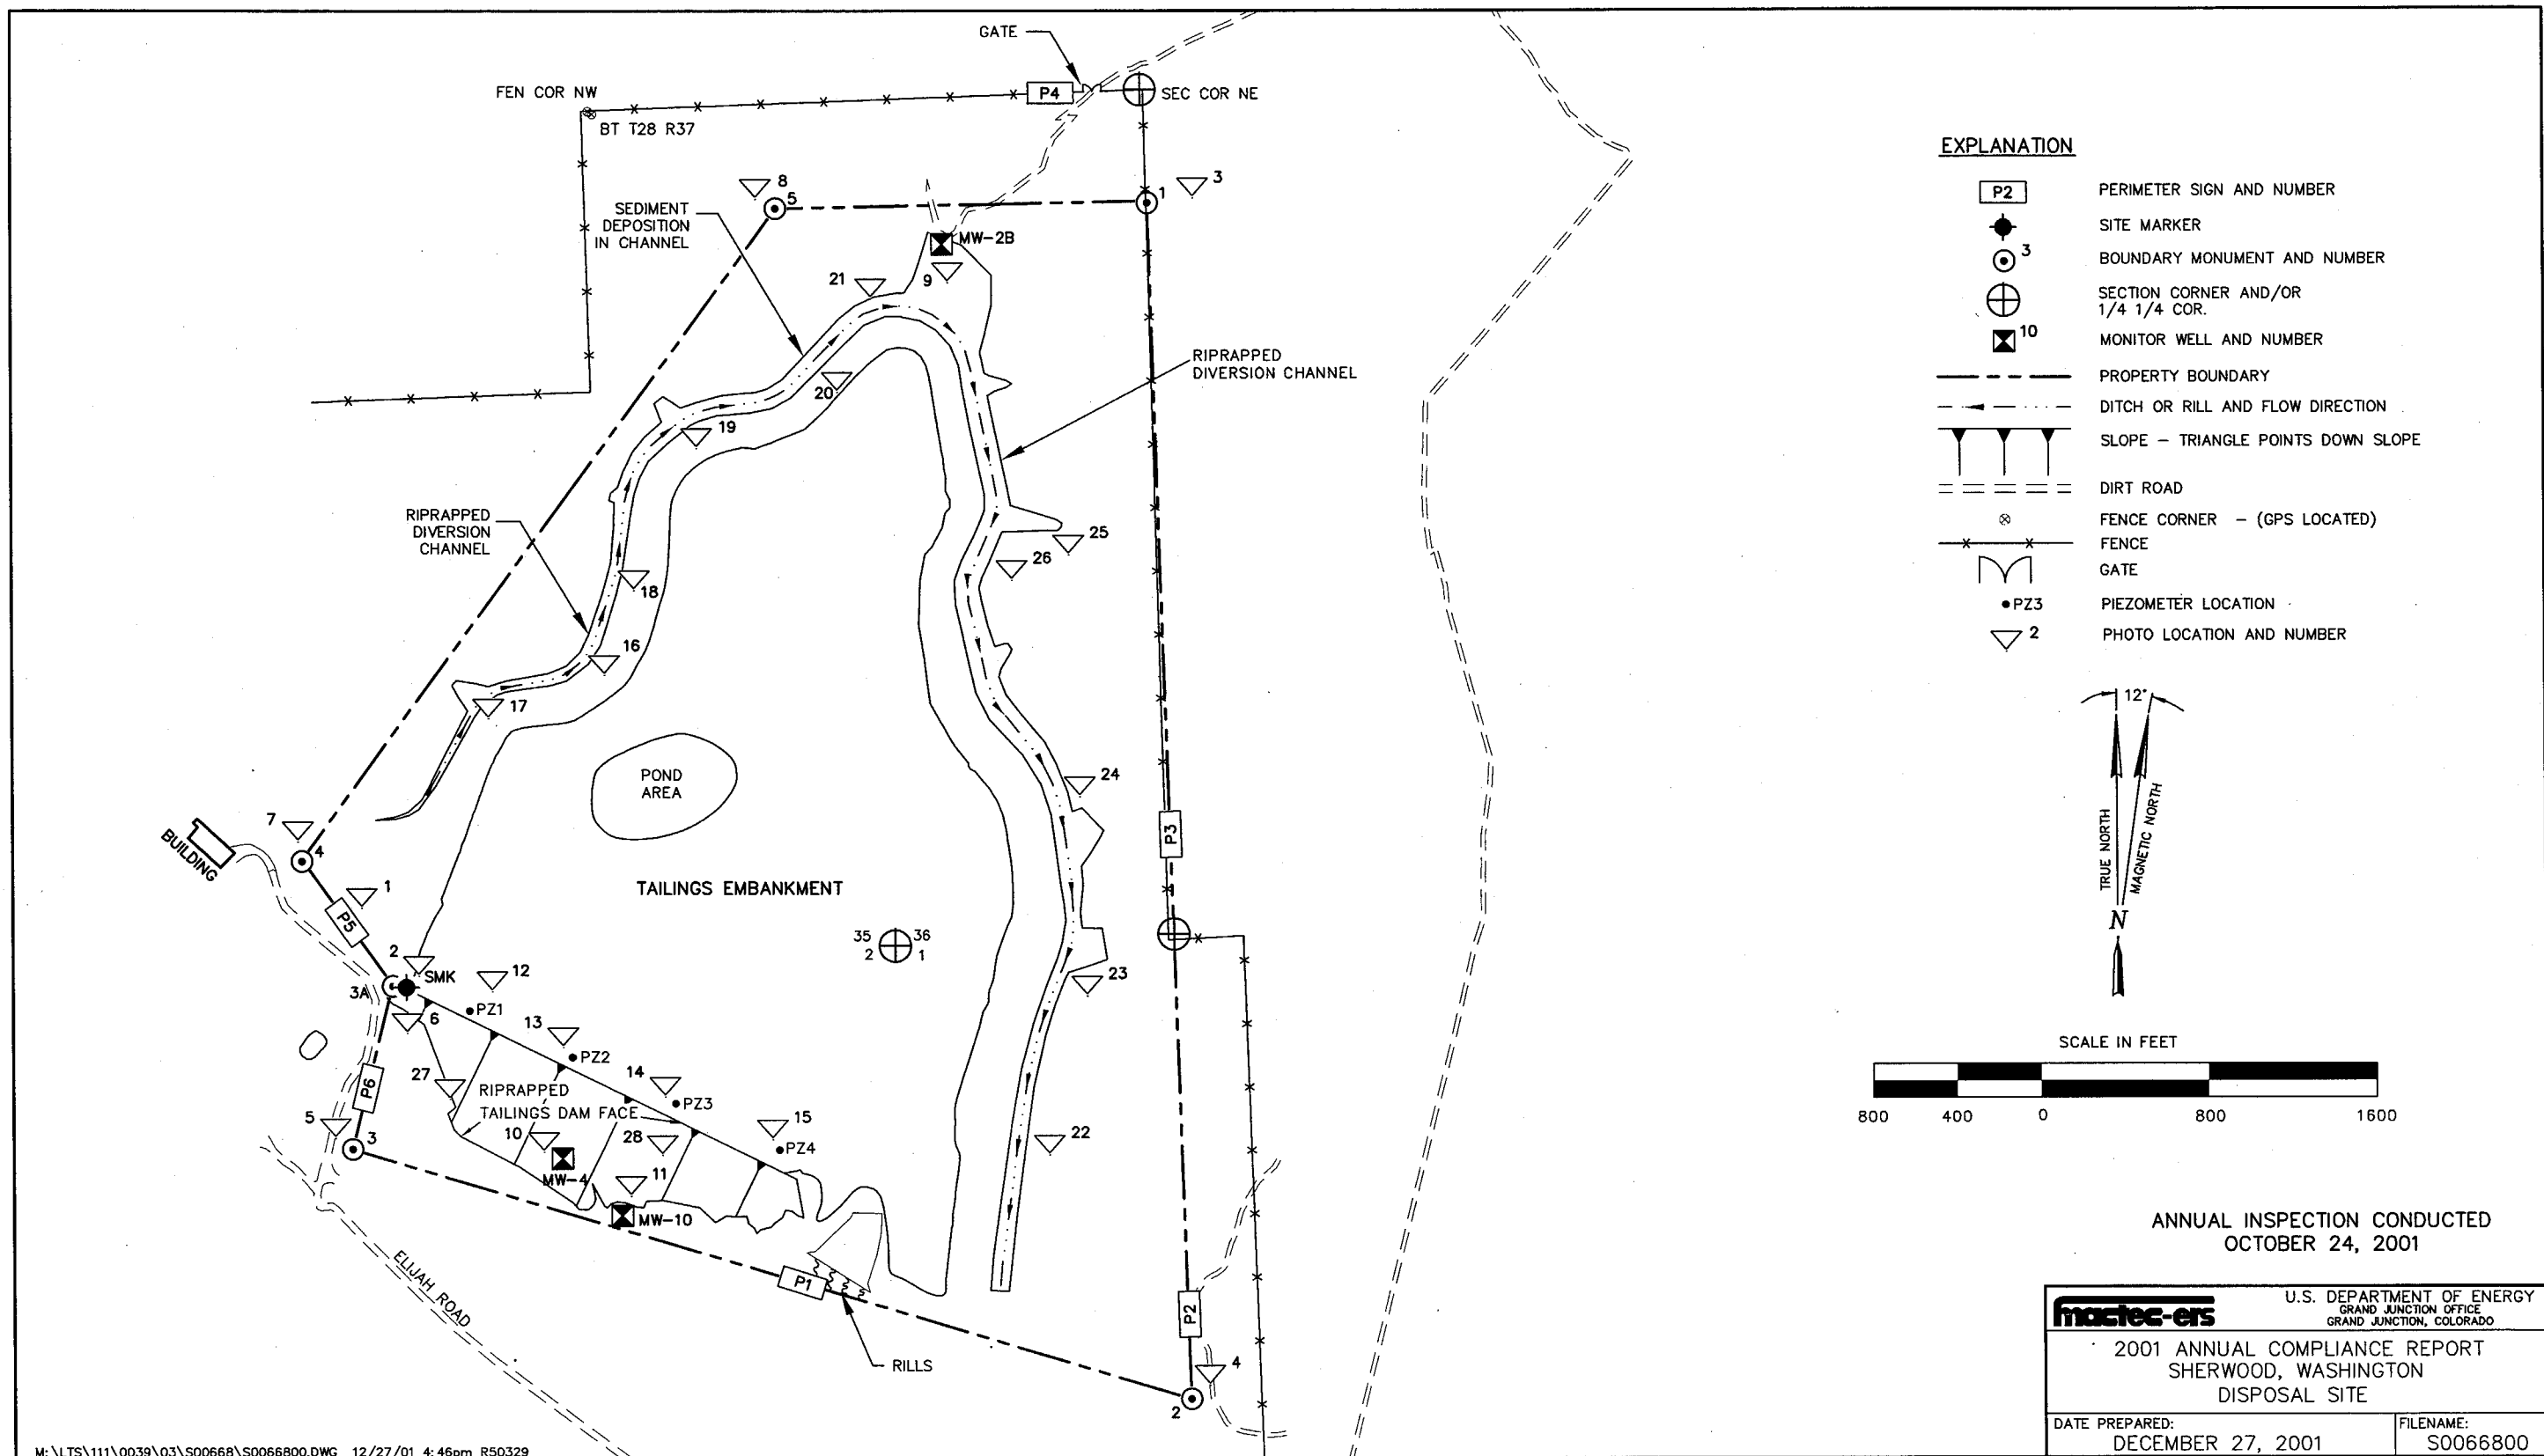 GATE
FEN COR NW
P4
SEC COR NE
BT T28 R37
8
5
1
3
SEDIMENT
DEPOSITION
IN CHANNEL
MW-2B
9
21
RIPRAPPED
DIVERSION CHANNEL
20
19
RIPRAPPED
DIVERSION
CHANNEL
25
26
18
16
17
POND
AREA
24
P3
7
4
BUILDING
1
P5
TAILINGS EMBANKMENT
35
36
2
1
2
SMK
3A
12
23
PZ1
6
13
PZ2
27
RIPRAPPED
TAILINGS DAM FACE
14
PZ3
P6
5
3
10
28
15
PZ4
22
MW-4
11
MW-10
ELIJAH ROAD
P1
P2
RILLS
4
2
EXPLANATION
P2
PERIMETER SIGN AND NUMBER
SITE MARKER
3
BOUNDARY MONUMENT AND NUMBER
SECTION CORNER AND/OR
1/4 1/4 COR.
10
MONITOR WELL AND NUMBER
PROPERTY BOUNDARY
DITCH OR RILL AND FLOW DIRECTION
SLOPE – TRIANGLE POINTS DOWN SLOPE
DIRT ROAD
FENCE CORNER – (GPS LOCATED)
FENCE
GATE
PZ3
PIEZOMETER LOCATION
2
PHOTO LOCATION AND NUMBER
12°
TRUE NORTH
MAGNETIC NORTH
N
SCALE IN FEET
800 400 0 800 1600
ANNUAL INSPECTION CONDUCTED
OCTOBER 24, 2001
mactec-ers
U.S. DEPARTMENT OF ENERGY
GRAND JUNCTION OFFICE
GRAND JUNCTION, COLORADO
2001 ANNUAL COMPLIANCE REPORT
SHERWOOD, WASHINGTON
DISPOSAL SITE
DATE PREPARED:
DECEMBER 27, 2001
FILENAME:
S0066800
M:\LTS\111\0039\03\S00668\S0066800.DWG 12/27/01 4:46pm R50329